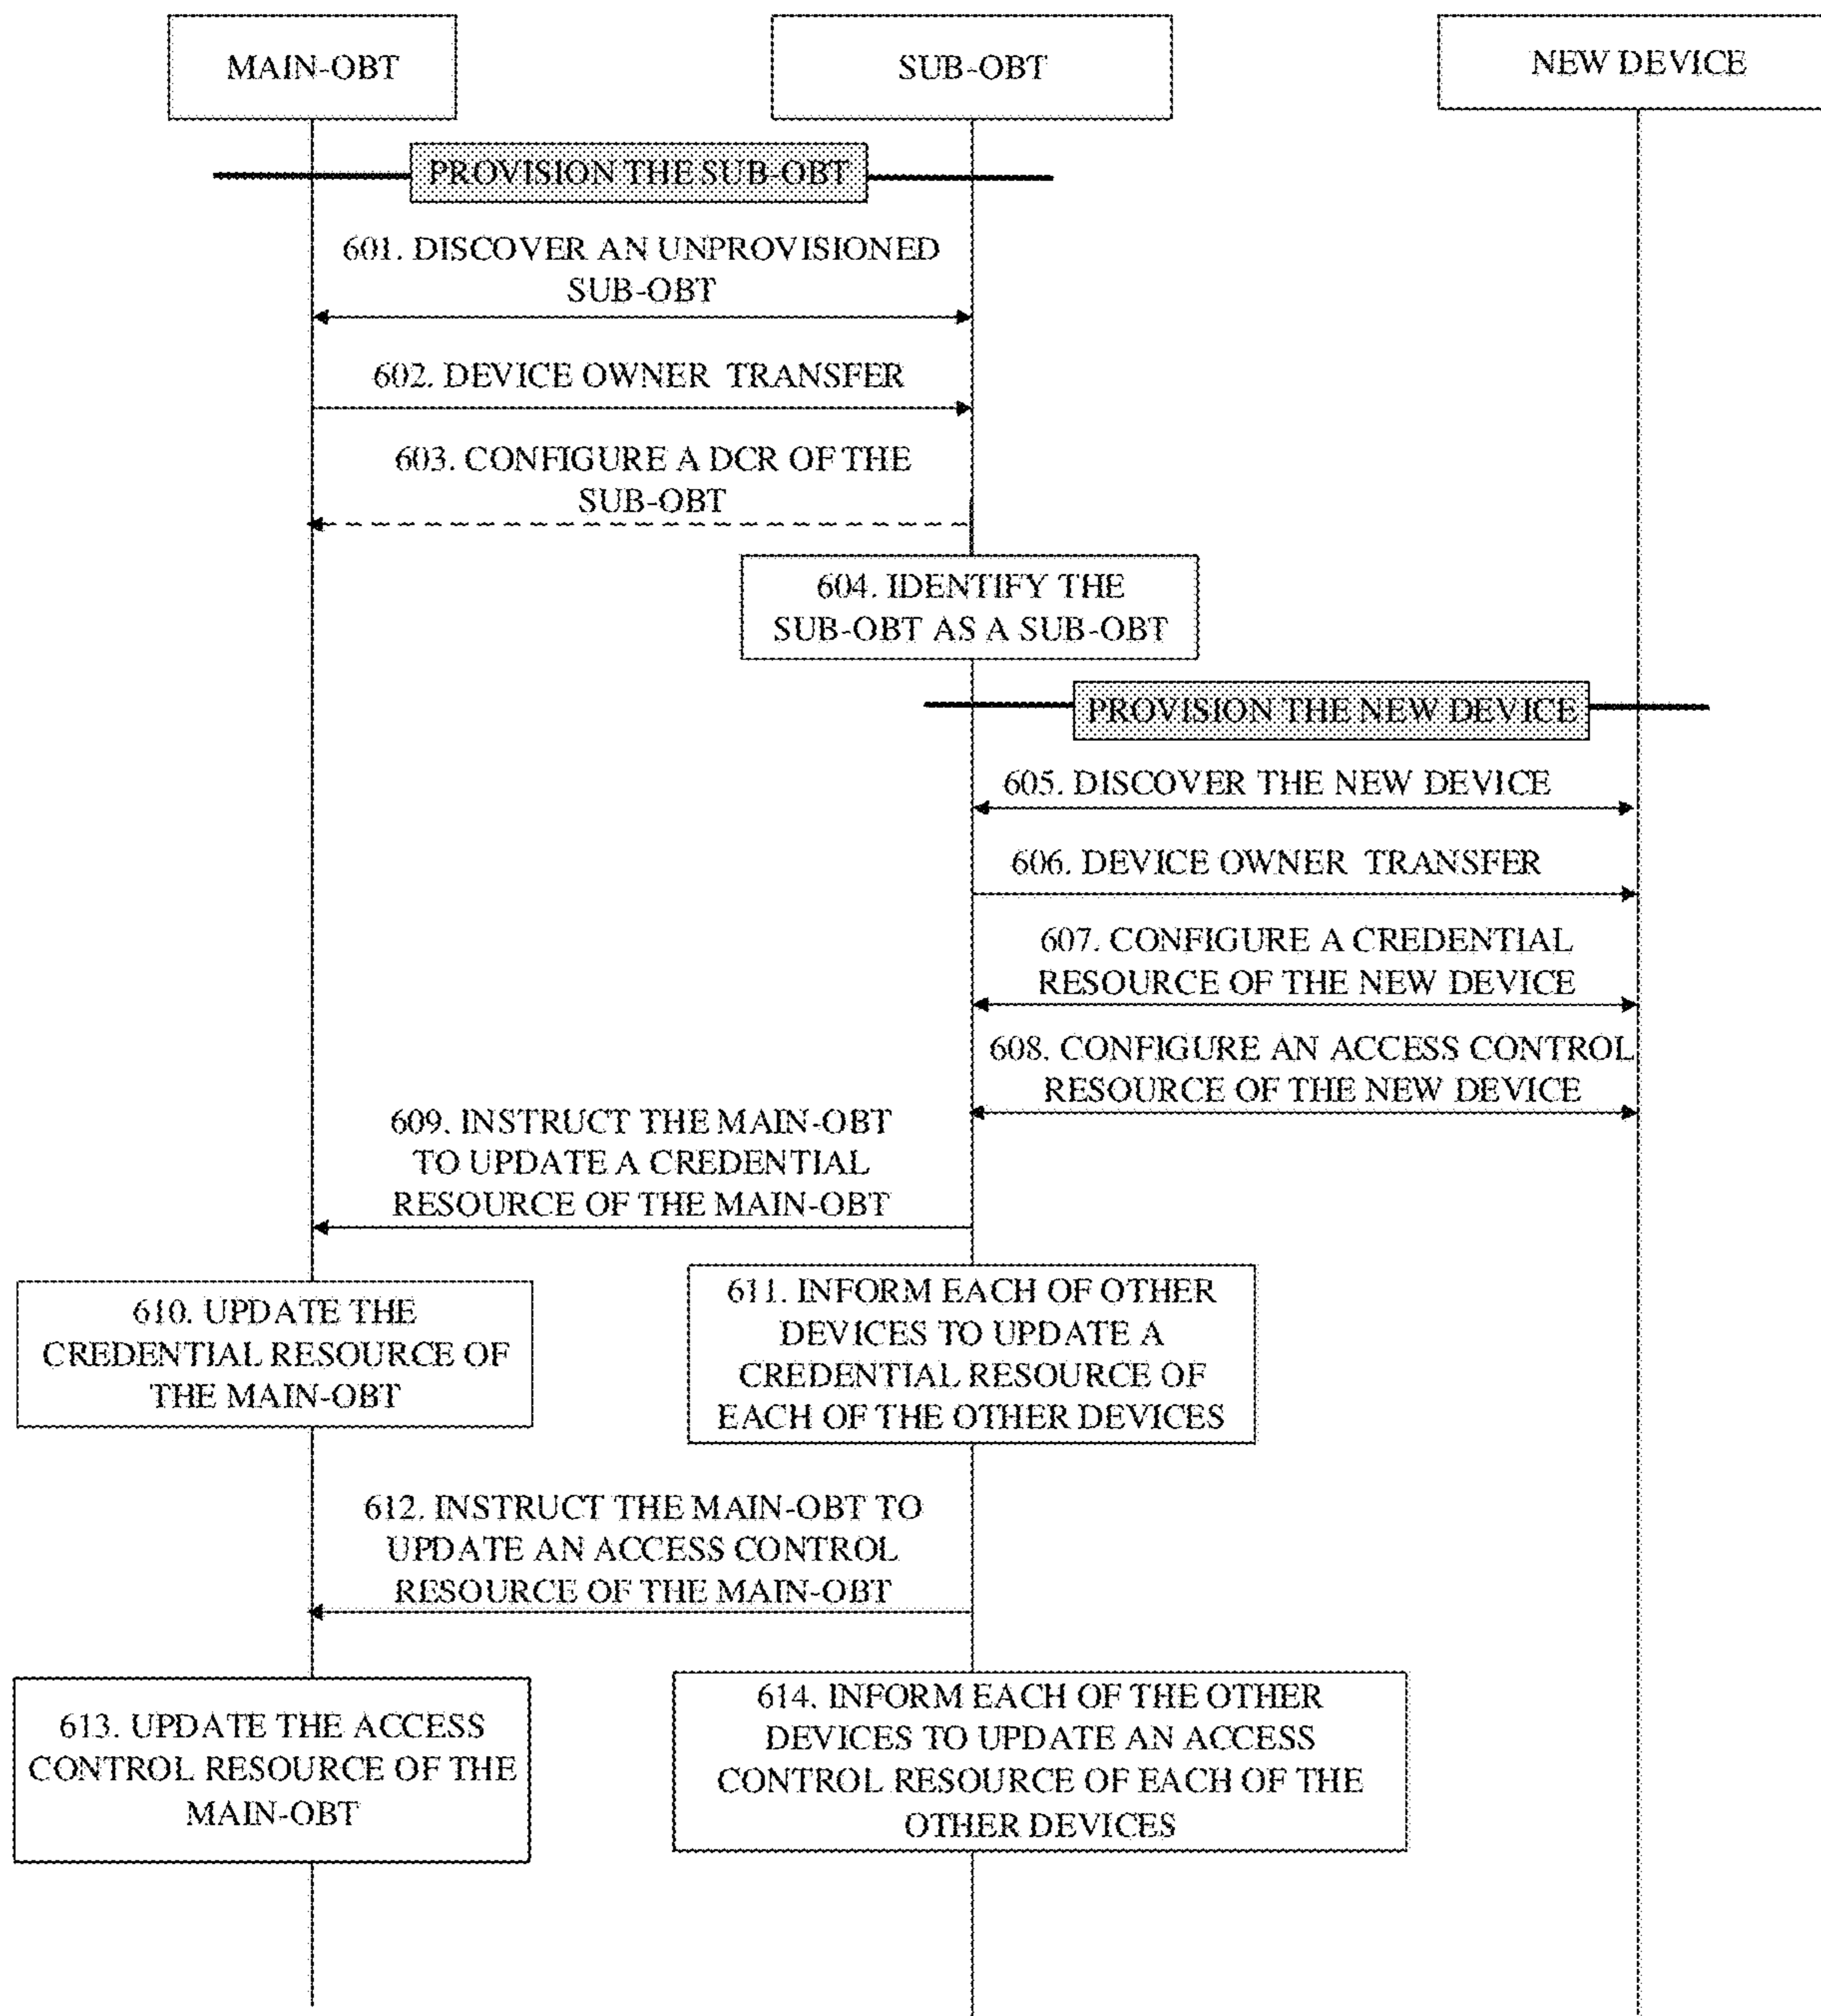 MAIN-OBT
SUB-OBT
NEW DEVICE
PROVISION THE SUB-OBT
601. DISCOVER AN UNPROVISIONED
SUB-OBT
602. DEVICE OWNER TRANSFER
603. CONFIGURE A DCR OF THE
SUB-OBT
604. IDENTIFY THE
SUB-OBT AS A SUB-OBT
PROVISION THE NEW DEVICE
605. DISCOVER THE NEW DEVICE
606. DEVICE OWNER TRANSFER
607. CONFIGURE A CREDENTIAL
RESOURCE OF THE NEW DEVICE
608. CONFIGURE AN ACCESS CONTROL
RESOURCE OF THE NEW DEVICE
609. INSTRUCT THE MAIN-OBT
TO UPDATE A CREDENTIAL
RESOURCE OF THE MAIN-OBT
610. UPDATE THE
CREDENTIAL RESOURCE OF
THE MAIN-OBT
611. INFORM EACH OF OTHER
DEVICES TO UPDATE A
CREDENTIAL RESOURCE OF
EACH OF THE OTHER DEVICES
612. INSTRUCT THE MAIN-OBT TO
UPDATE AN ACCESS CONTROL
RESOURCE OF THE MAIN-OBT
613. UPDATE THE ACCESS
CONTROL RESOURCE OF THE
MAIN-OBT
614. INFORM EACH OF THE OTHER
DEVICES TO UPDATE AN ACCESS
CONTROL RESOURCE OF EACH OF THE
OTHER DEVICES